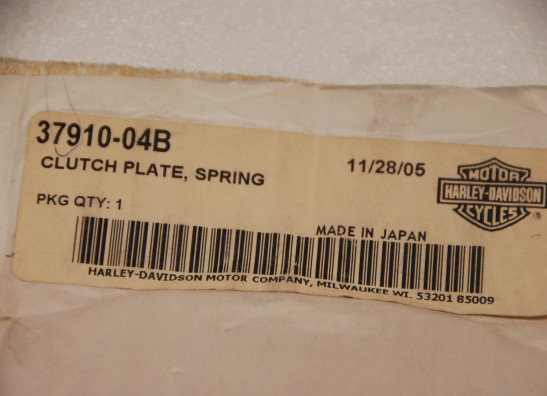 37910-04B
CLUTCH PLATE, SPRING
11/28/05
MOTOR
HARLEY-DAVIDSON
CYCLES
®
PKG QTY: 1
MADE IN JAPAN
HARLEY-DAVIDSON MOTOR COMPANY, MILWAUKEE WI. 53201 85009